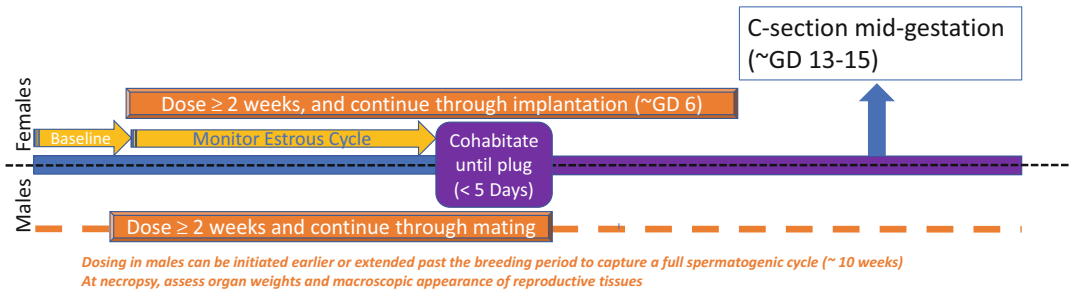 C-section mid-gestation
(~GD 13-15)
Females
Dose ≥ 2 weeks, and continue through implantation (~GD 6)
Baseline
Monitor Estrous Cycle
Cohabitate
until plug
(< 5 Days)
Males
Dose ≥ 2 weeks and continue through mating
Dosing in males can be initiated earlier or extended past the breeding period to capture a full spermatogenic cycle (~ 10 weeks)
At necropsy, assess organ weights and macroscopic appearance of reproductive tissues